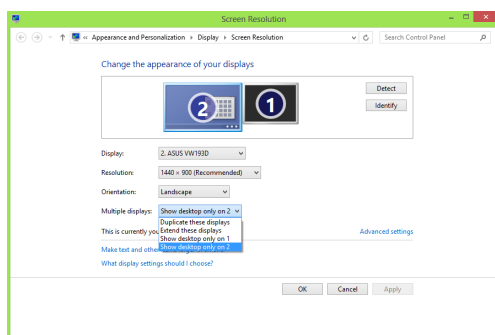 Screen Resolution
« Appearance and Personalization Display Screen Resolution
Search Control Panel
Change the appearance of your displays
2
1
Detect
Identify
Display: 2. ASUS VW193D
Resolution: 1440 × 900 (Recommended)
Orientation: Landscape
Multiple displays: Show desktop only on 2
Duplicate these displays
Extend these displays
Show desktop only on 1
Show desktop only on 2
This is currently you
Advanced settings
Make text and othe
What display settings should I choose?
OK Cancel Apply